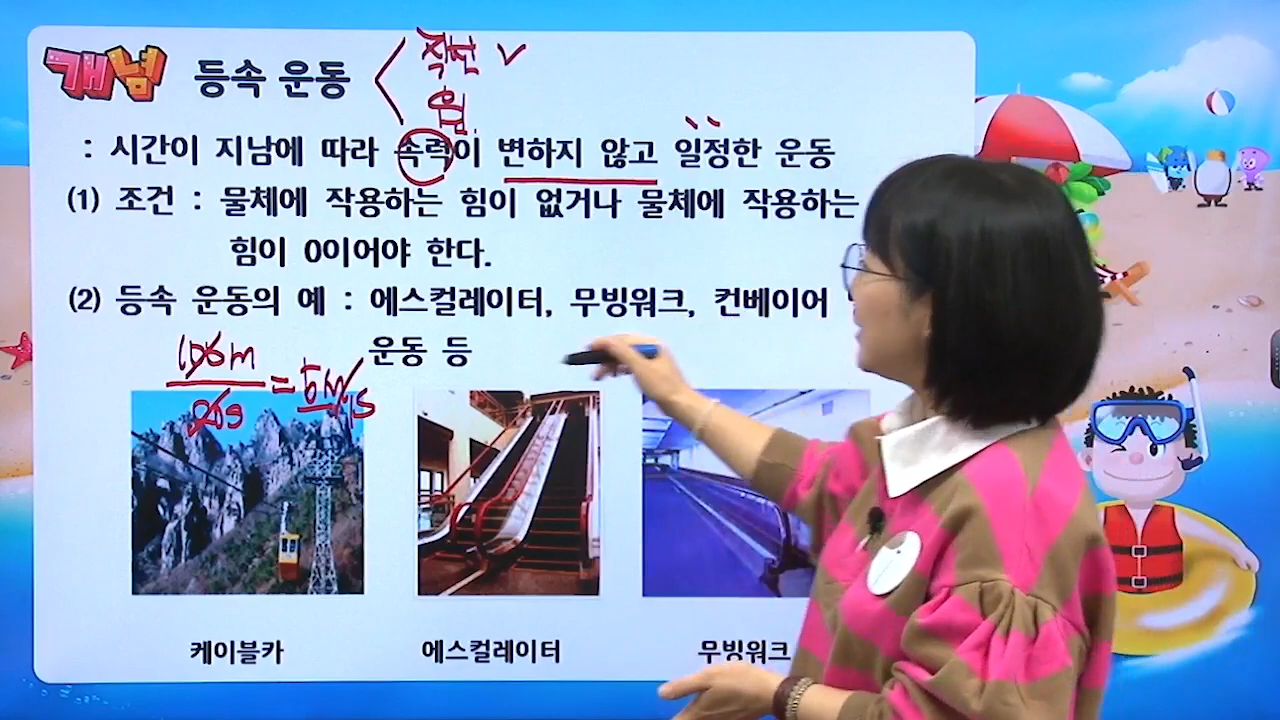 개념 등속 운동
직선 ✓
원
: 시간이 지남에 따라 속력이 변하지 않고 일정한 운동
(1) 조건 : 물체에 작용하는 힘이 없거나 물체에 작용하는
힘이 0이어야 한다.
(2) 등속 운동의 예 : 에스컬레이터, 무빙워크, 컨베이어
운동 등
100m
20s
= 5m/s
케이블카
에스컬레이터
무빙워크